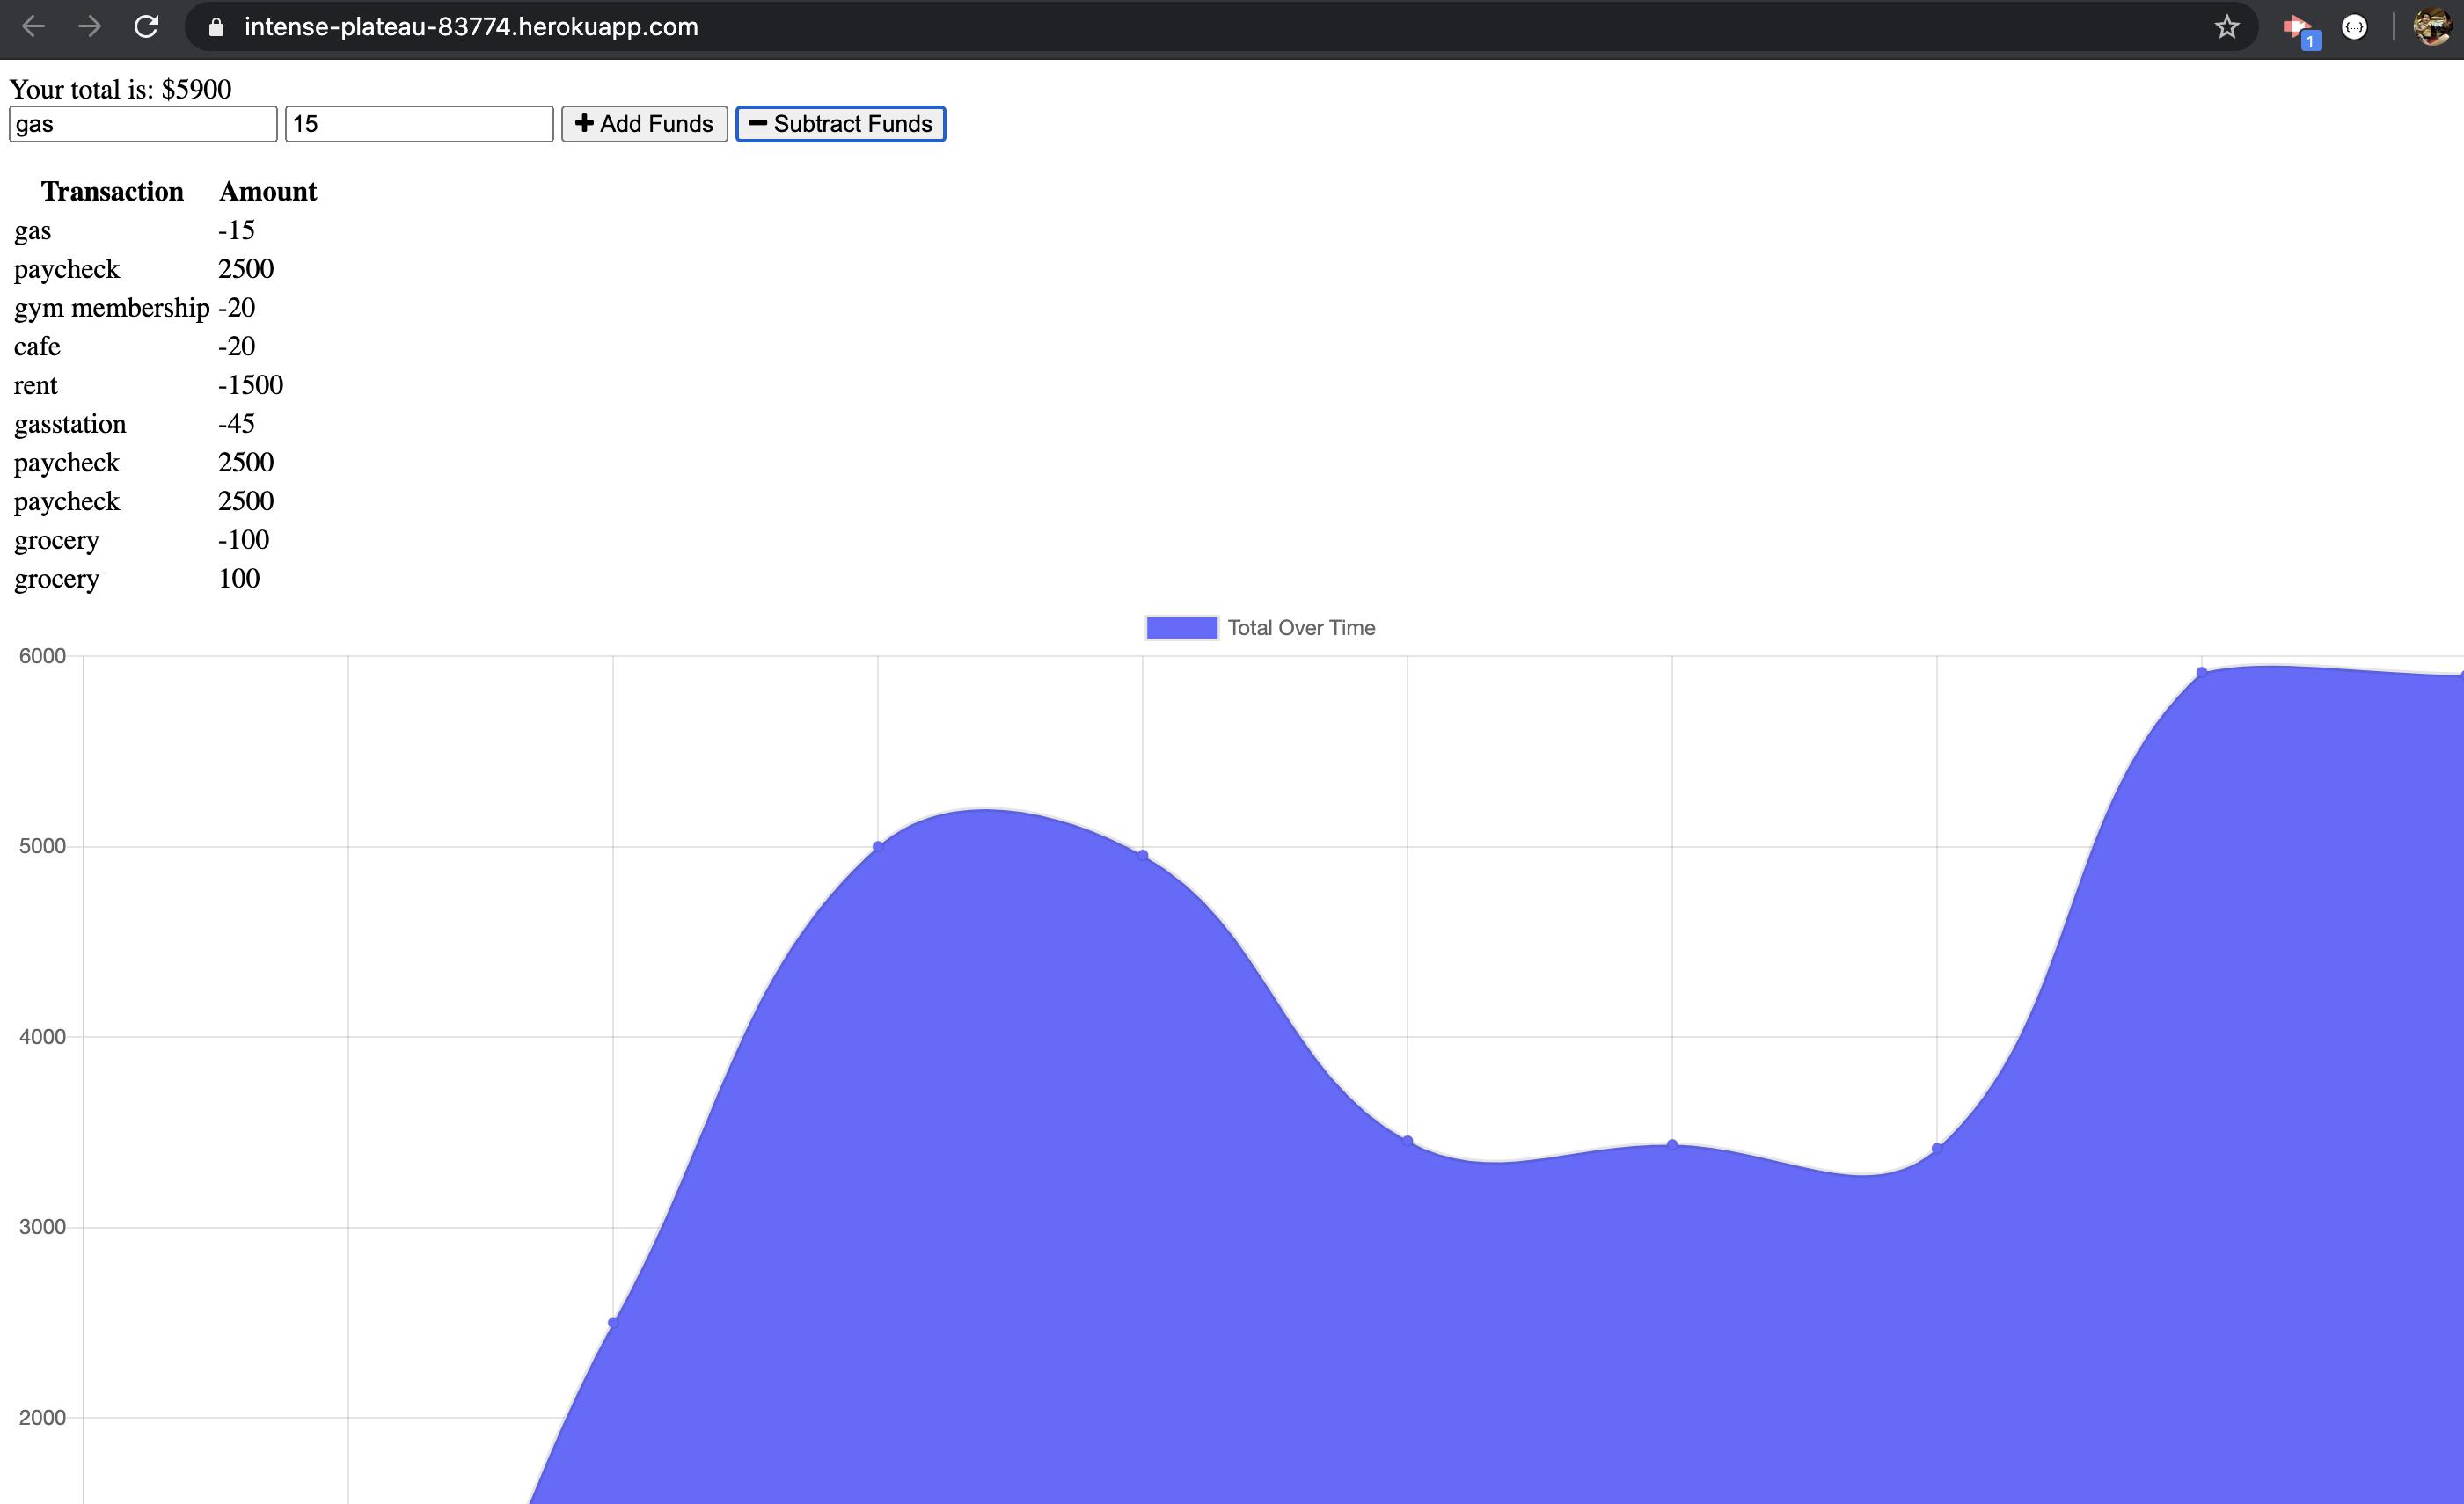 intense-plateau-83774.herokuapp.com
1
Your total is: $5900
gas 15 Add Funds Subtract Funds
Transaction Amount
gas -15
paycheck 2500
gym membership -20
cafe -20
rent -1500
gasstation -45
paycheck 2500
paycheck 2500
grocery -100
grocery 100
Total Over Time
6000
5000
4000
3000
2000